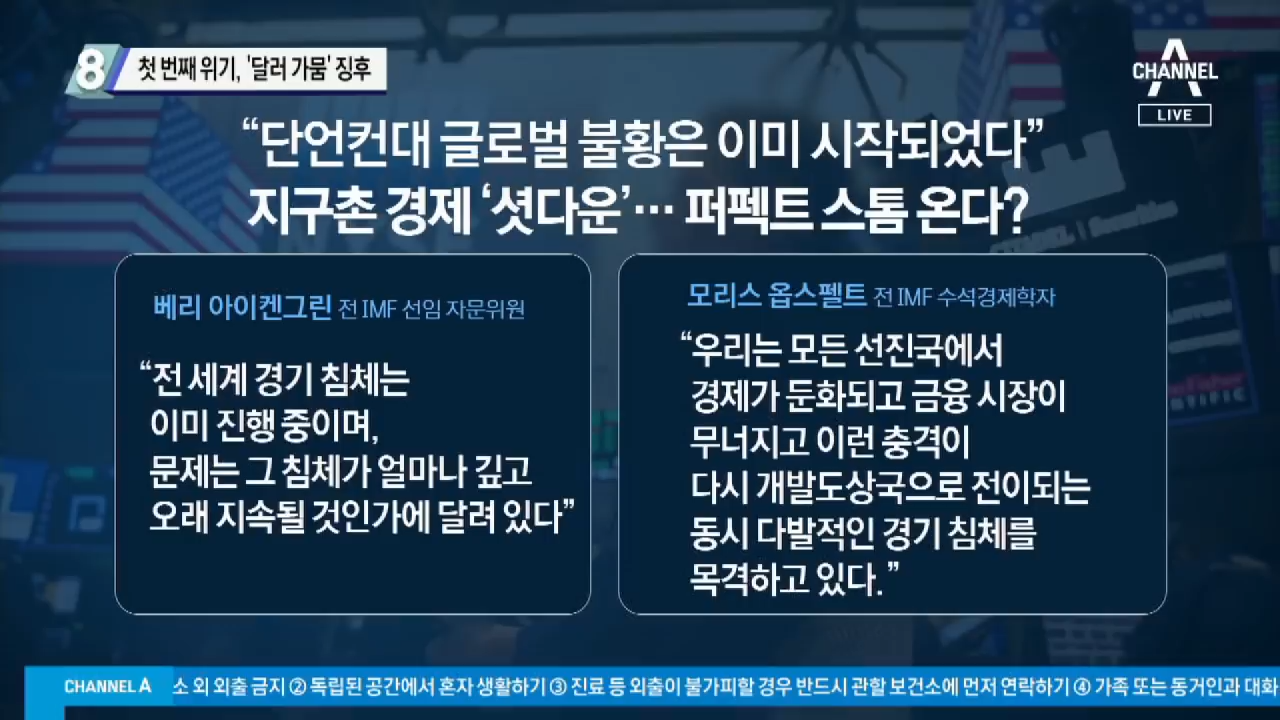 8 첫 번째 위기, '달러 가뭄' 징후
CHANNEL A
LIVE
“단언컨대 글로벌 불황은 이미 시작되었다”
지구촌 경제 ‘셧다운’… 퍼펙트 스톰 온다?
베리 아이켄그린 전 IMF 선임 자문위원
“전 세계 경기 침체는
이미 진행 중이며,
문제는 그 침체가 얼마나 깊고
오래 지속될 것인가에 달려 있다”
모리스 옵스펠트 전 IMF 수석경제학자
“우리는 모든 선진국에서
경제가 둔화되고 금융 시장이
무너지고 이런 충격이
다시 개발도상국으로 전이되는
동시 다발적인 경기 침체를
목격하고 있다.”
CHANNEL A 소 외 외출 금지 ② 독립된 공간에서 혼자 생활하기 ③ 진료 등 외출이 불가피할 경우 반드시 관할 보건소에 먼저 연락하기 ④ 가족 또는 동거인과 대화